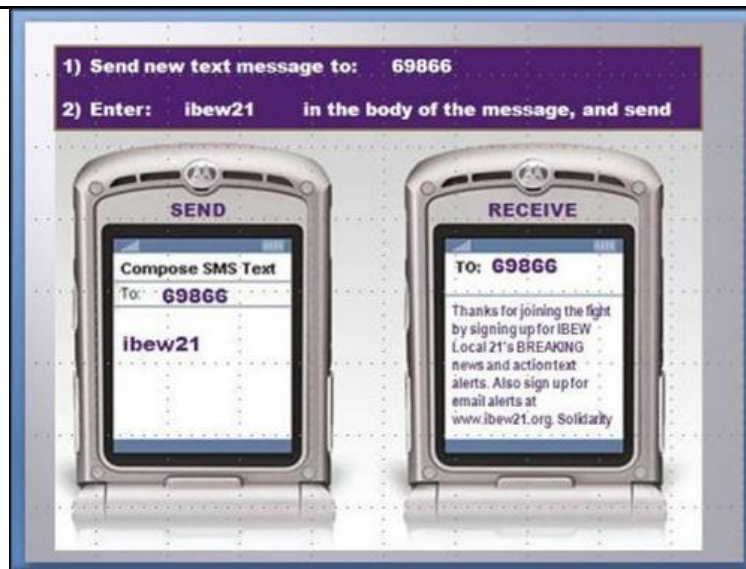 1) Send new text message to: 69866
2) Enter: ibew21 in the body of the message, and send
SEND
Compose SMS Text
To: 69866
ibew21
RECEIVE
TO: 69866
Thanks for joining the fight
by signing up for IBEW
Local 21's BREAKING
news and action text
alerts. Also sign up for
email alerts at
www.ibew21.org. Solidarity